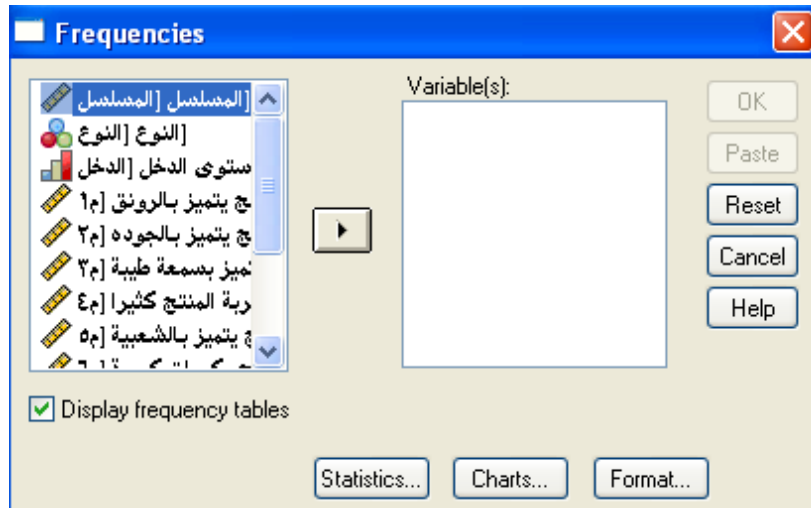 Frequencies
المسلسل [المسلسل]
النوع [النوع]
ستوى الدخل [الدخل
ج يتميز بالرونق [م١
ج يتميز بالجوده [م٢
تميز بسمعة طيبة [م٣
ربة المنتج كثيرا [م٤
ج يتميز بالشعبية [م٥
Display frequency tables
Variable(s):
OK
Paste
Reset
Cancel
Help
Statistics...
Charts...
Format...